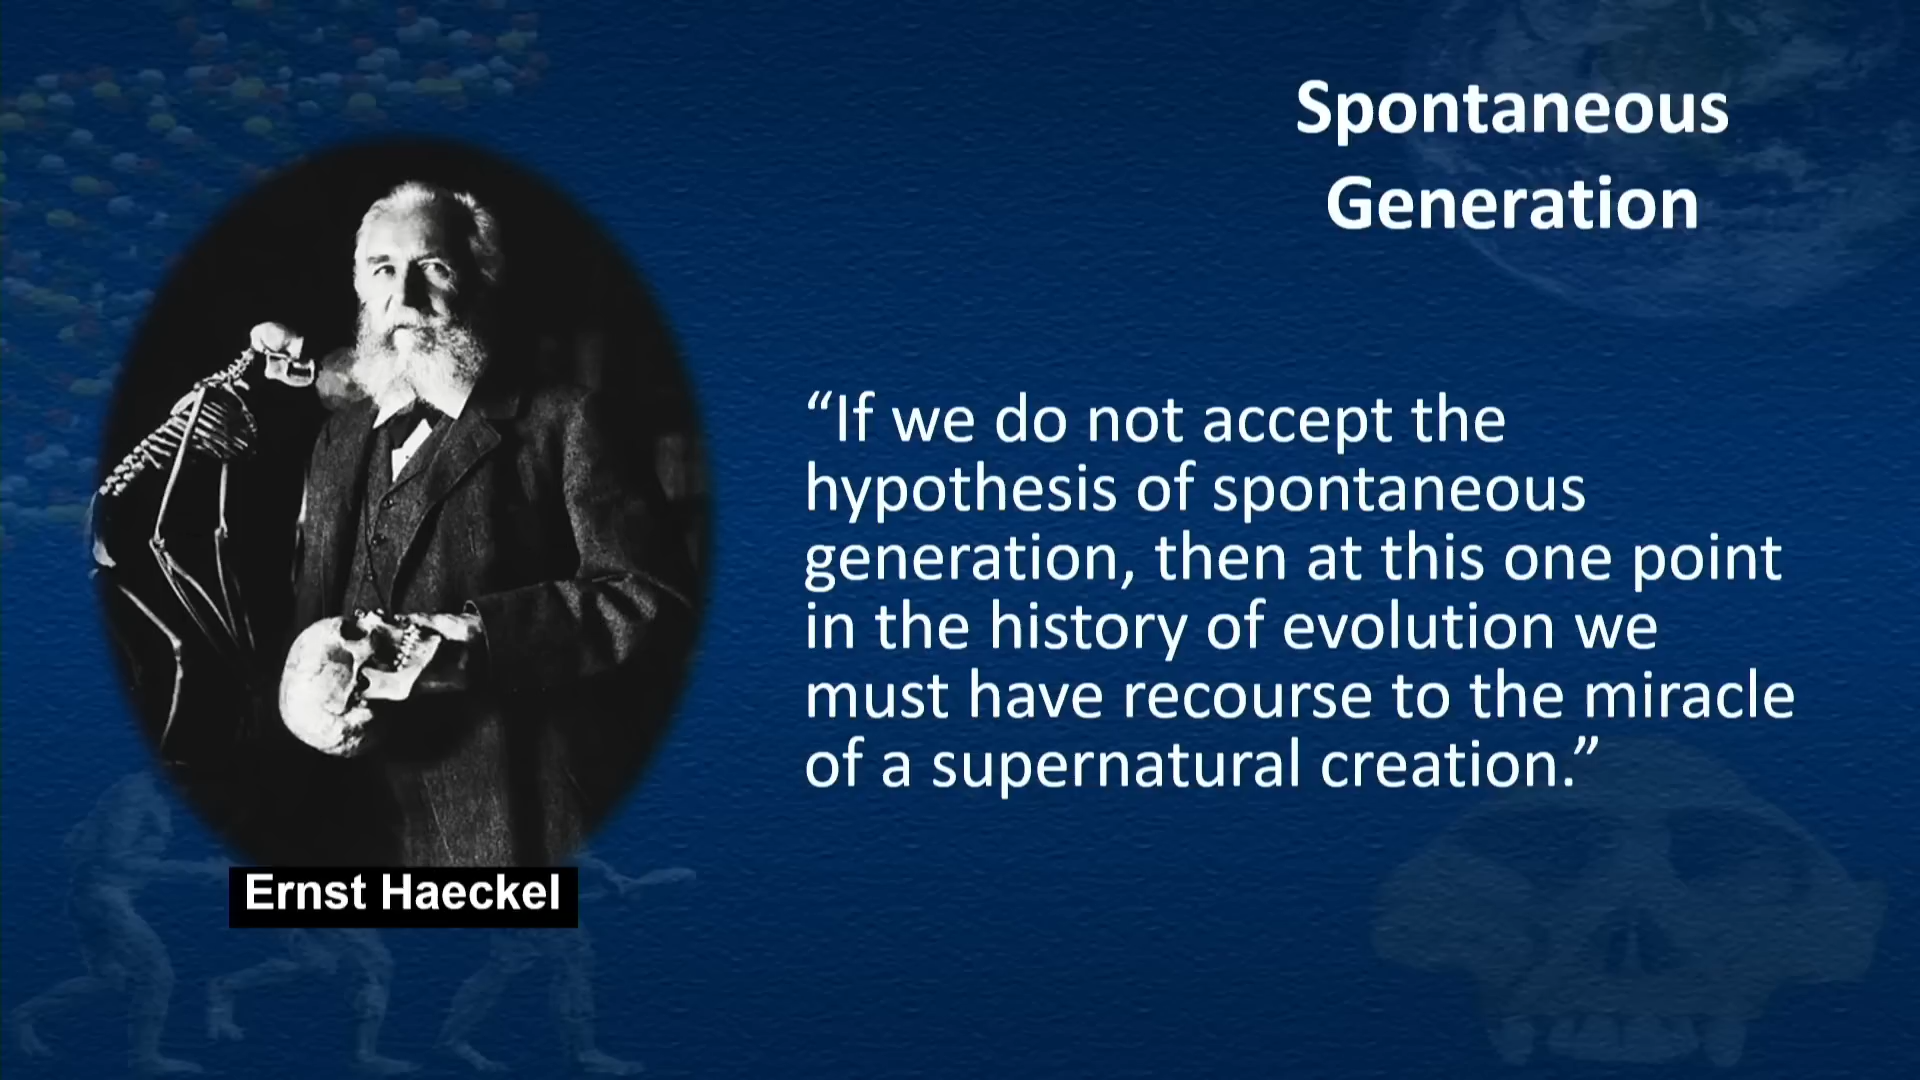 Spontaneous
Generation
“If we do not accept the
hypothesis of spontaneous
generation, then at this one point
in the history of evolution we
must have recourse to the miracle
of a supernatural creation.”
Ernst Haeckel